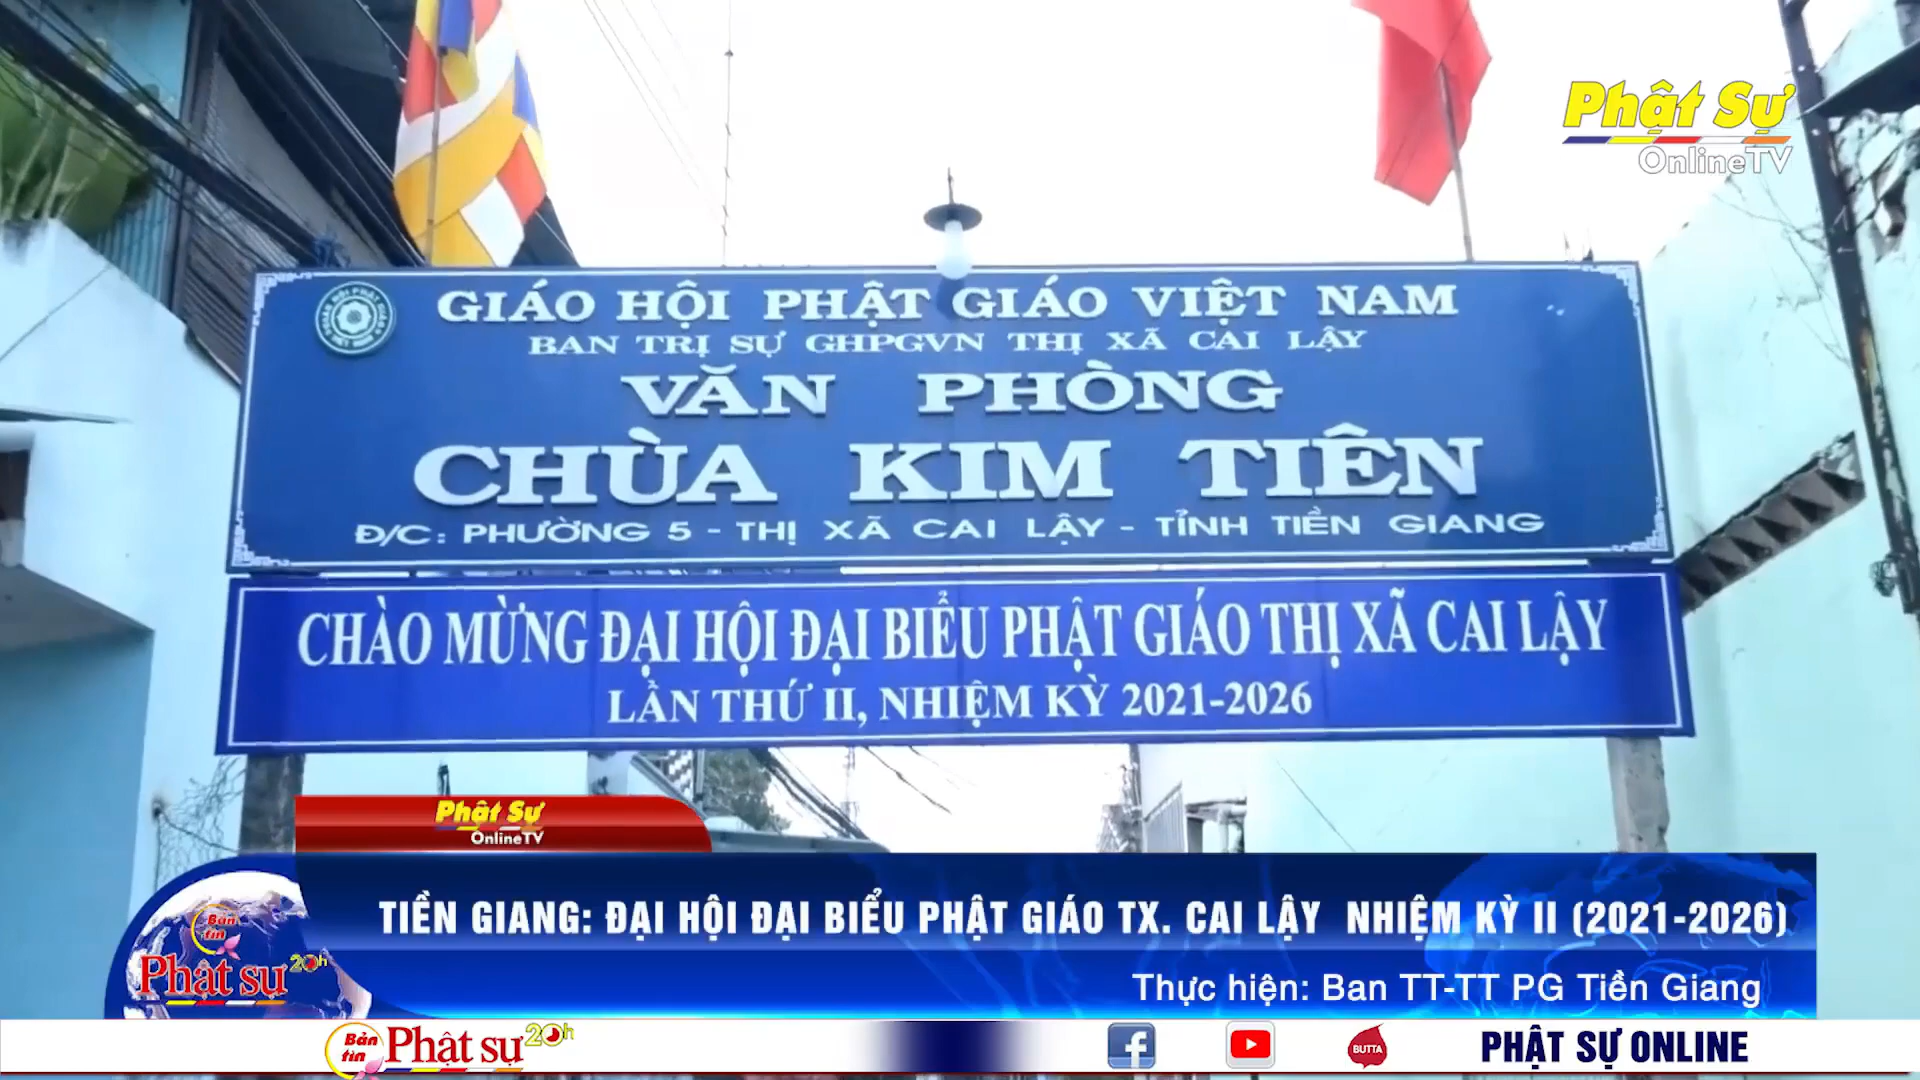 Phật Sự
OnlineTV
GIÁO HỘI PHẬT GIÁO VIỆT NAM
BAN TRỊ SỰ GHPGVN THỊ XÃ CAI LẬY
VĂN PHÒNG
CHÙA KIM TIÊN
Đ/C: PHƯỜNG 5 - THỊ XÃ CAI LẬY - TỈNH TIỀN GIANG
CHÀO MỪNG ĐẠI HỘI ĐẠI BIỂU PHẬT GIÁO THỊ XÃ CAI LẬY
LẦN THỨ II, NHIỆM KỲ 2021-2026
Phật Sự
OnlineTV
TIỀN GIANG: ĐẠI HỘI ĐẠI BIỂU PHẬT GIÁO TX. CAI LẬY NHIỆM KỲ II (2021-2026)
Bản
tin
Phật sự 20h
Thực hiện: Ban TT-TT PG Tiền Giang
Bản
tin
Phật sự 20h
BUTTA
PHẬT SỰ ONLINE